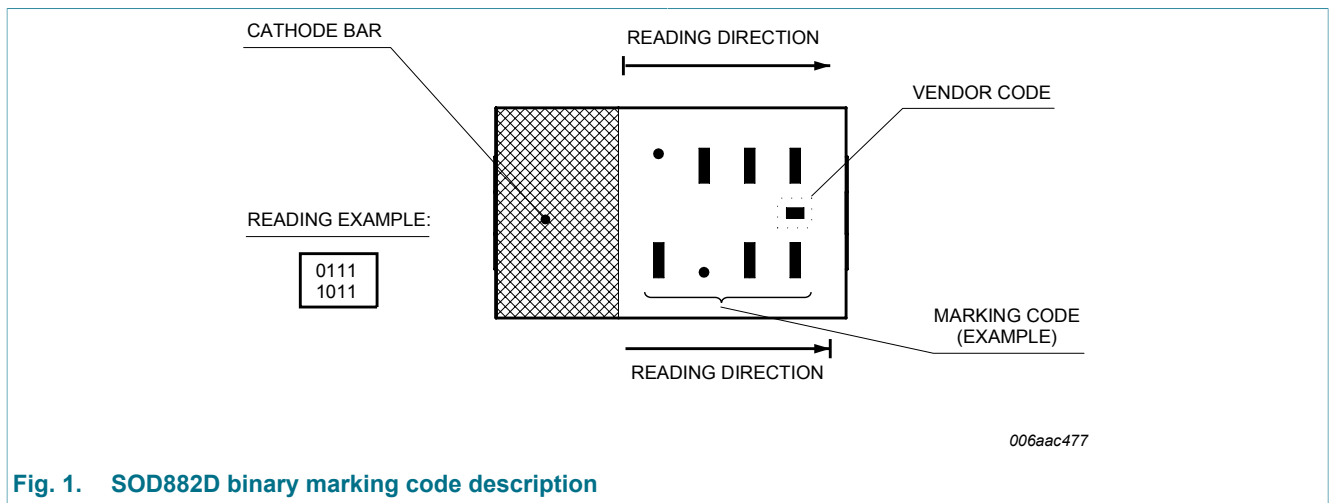 CATHODE BAR
READING DIRECTION
VENDOR CODE
READING EXAMPLE:
0111
1011
MARKING CODE
(EXAMPLE)
READING DIRECTION
006aac477
Fig. 1. SOD882D binary marking code description